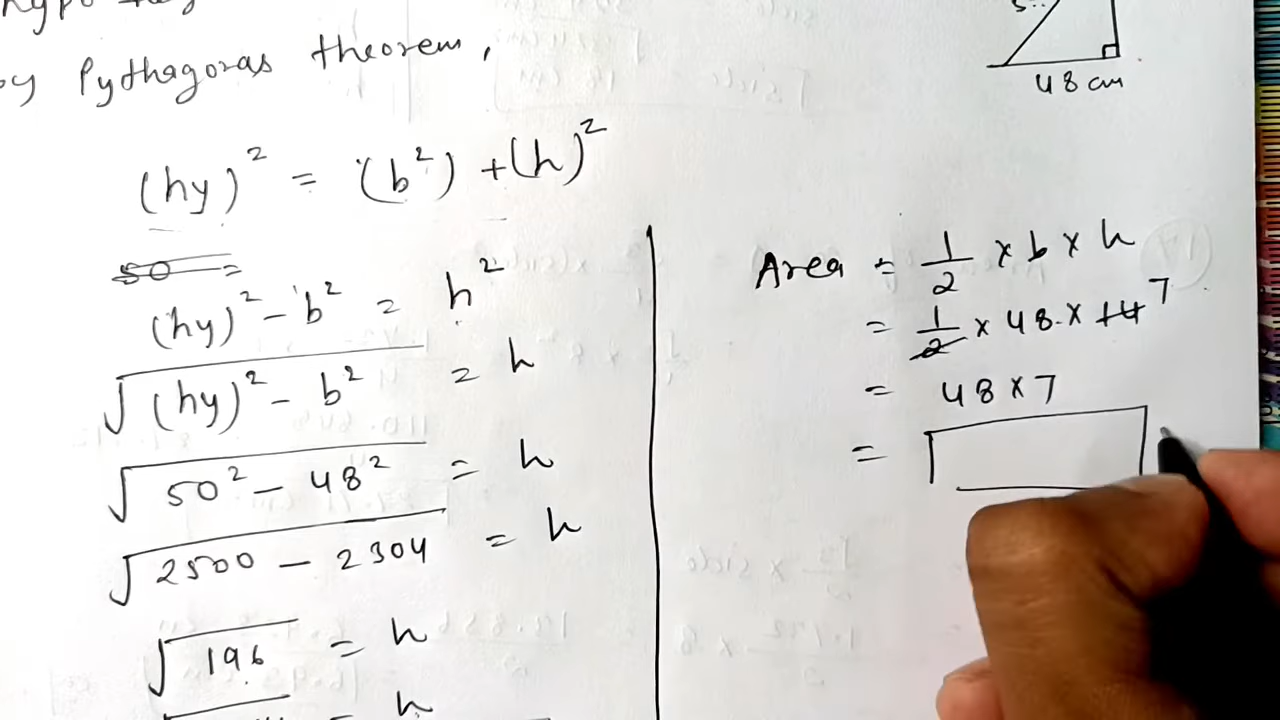 by Pythagoras theorem,
(hy)² = (b²) + (h)²
50 =
(hy)² - b² = h²
√(hy)² - b² = h
√50² - 48² = h
√2500 - 2304 = h
√196 = h
= h
48 cm
Area = 1/2 × b × h
= 1/2 × 48 × 14 7
= 48 × 7
=